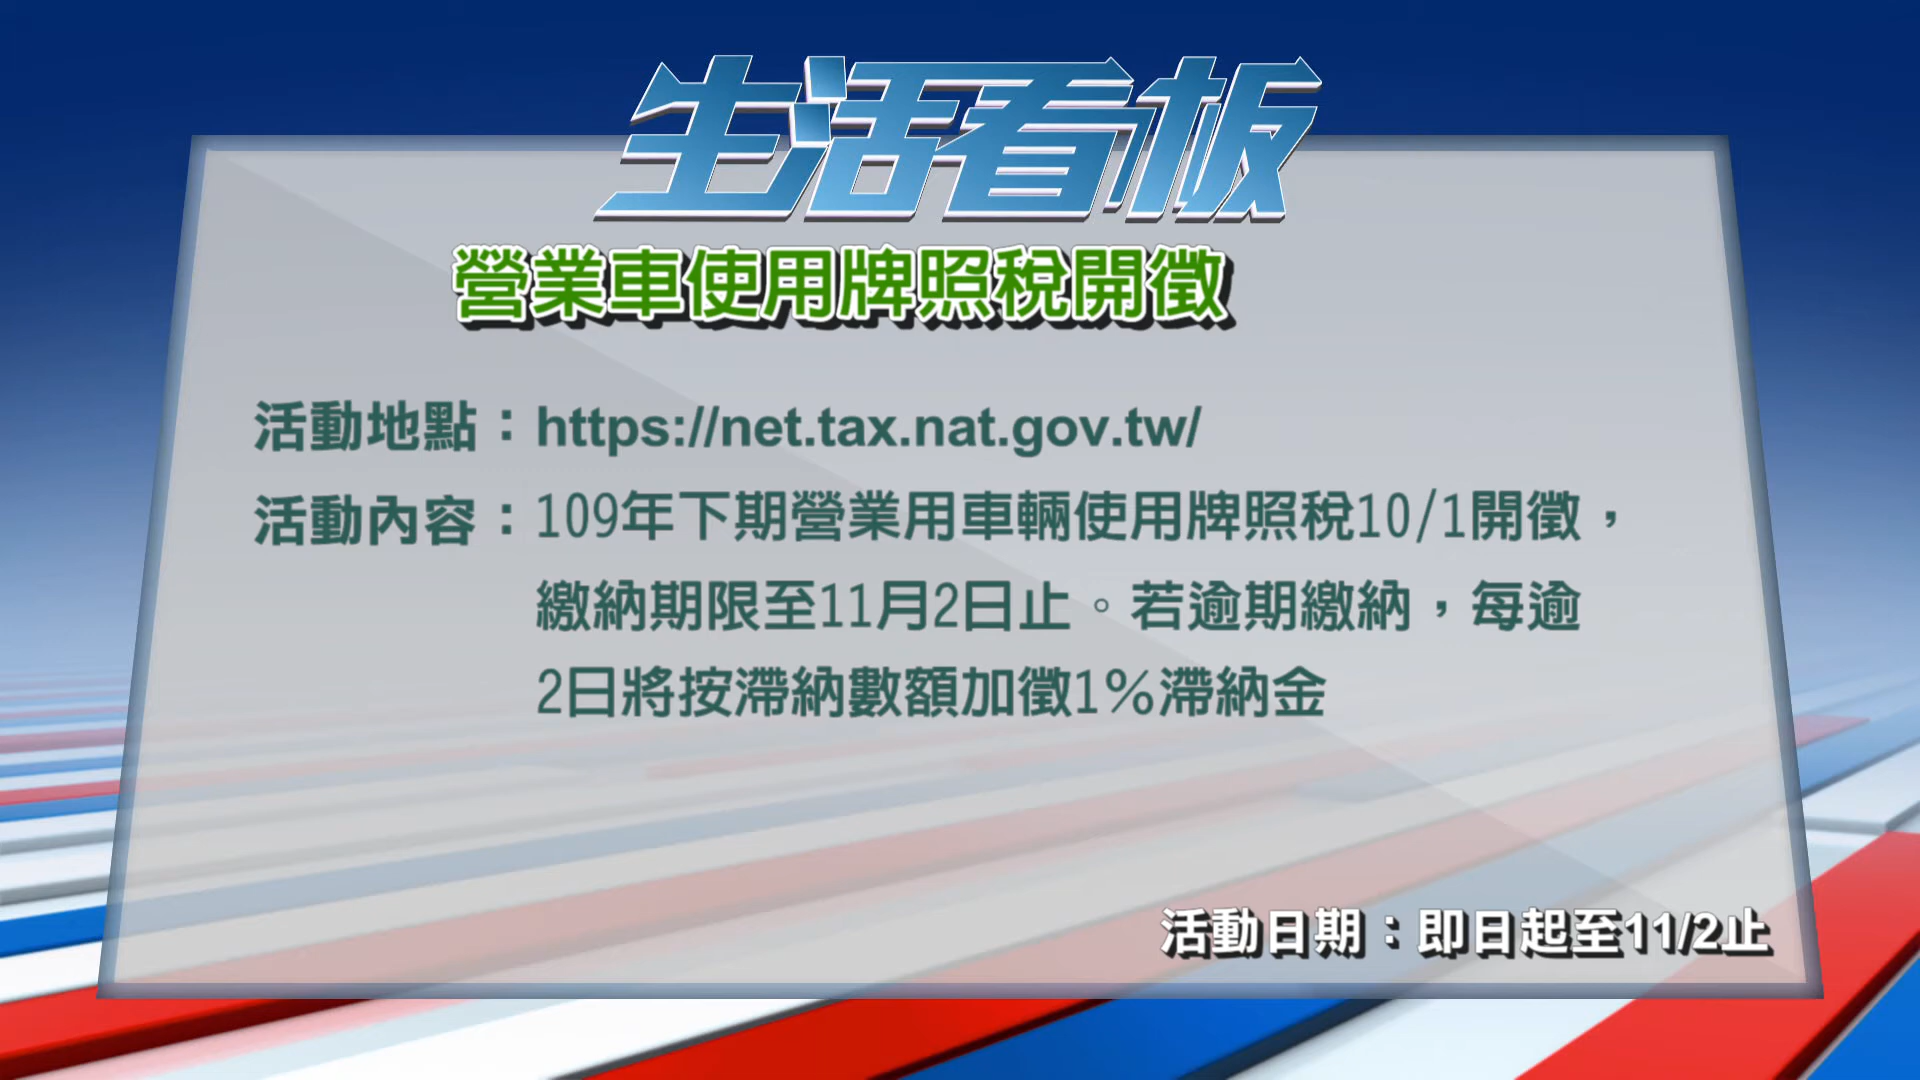 生活看板
營業車使用牌照稅開徵
活動地點：https://net.tax.nat.gov.tw/
活動內容：109年下期營業用車輛使用牌照稅10/1開徵，
繳納期限至11月2日止。若逾期繳納，每逾
2日將按滯納數額加徵1%滯納金
活動日期：即日起至11/2止